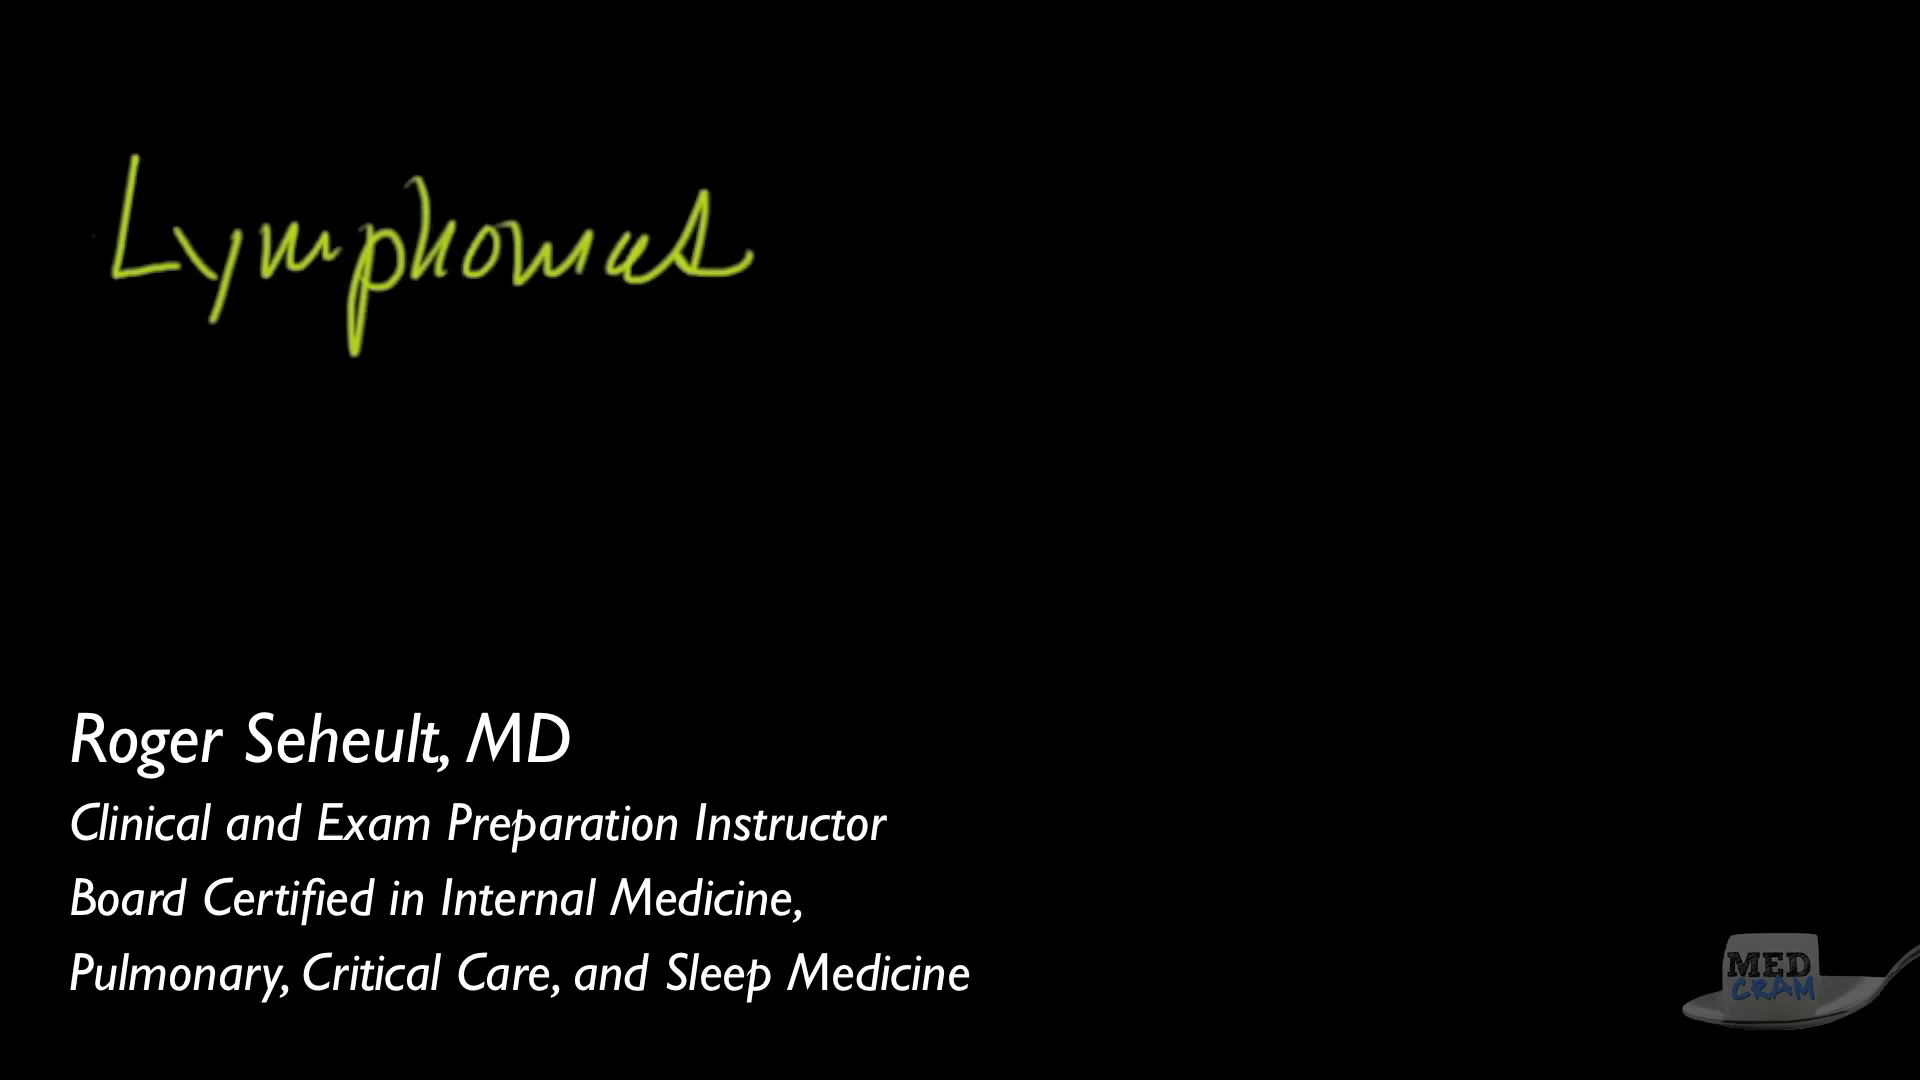 Lymphomas
Roger Seheult, MD
Clinical and Exam Preparation Instructor
Board Certified in Internal Medicine,
Pulmonary, Critical Care, and Sleep Medicine
MED
CRAM